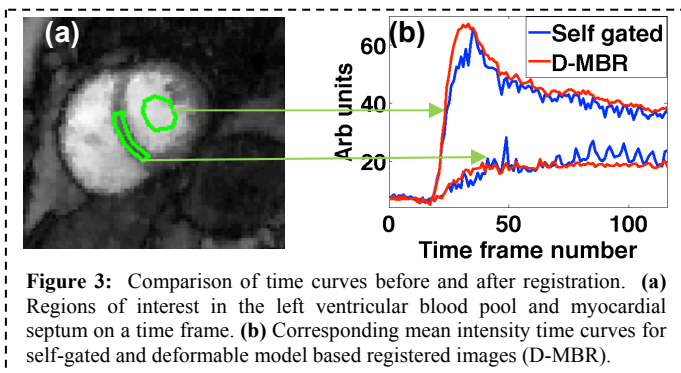 (a)
(b)
60
40
20
Arb units
Self gated
D-MBR
0
50
100
Time frame number
Figure 3: Comparison of time curves before and after registration. (a)
Regions of interest in the left ventricular blood pool and myocardial
septum on a time frame. (b) Corresponding mean intensity time curves for
self-gated and deformable model based registered images (D-MBR).